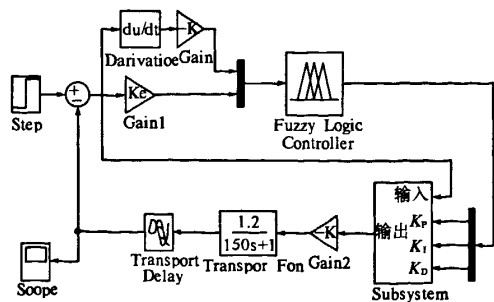 du/dt
-K
Darivatioe Gain
Ke
Gain1
Step
Fuzzy Logic
Controller
输入
输出
K_P
K_I
K_D
Subsystem
-K
Gain2
1.2
150s+1
Transpor Fon
Transport
Delay
Soope